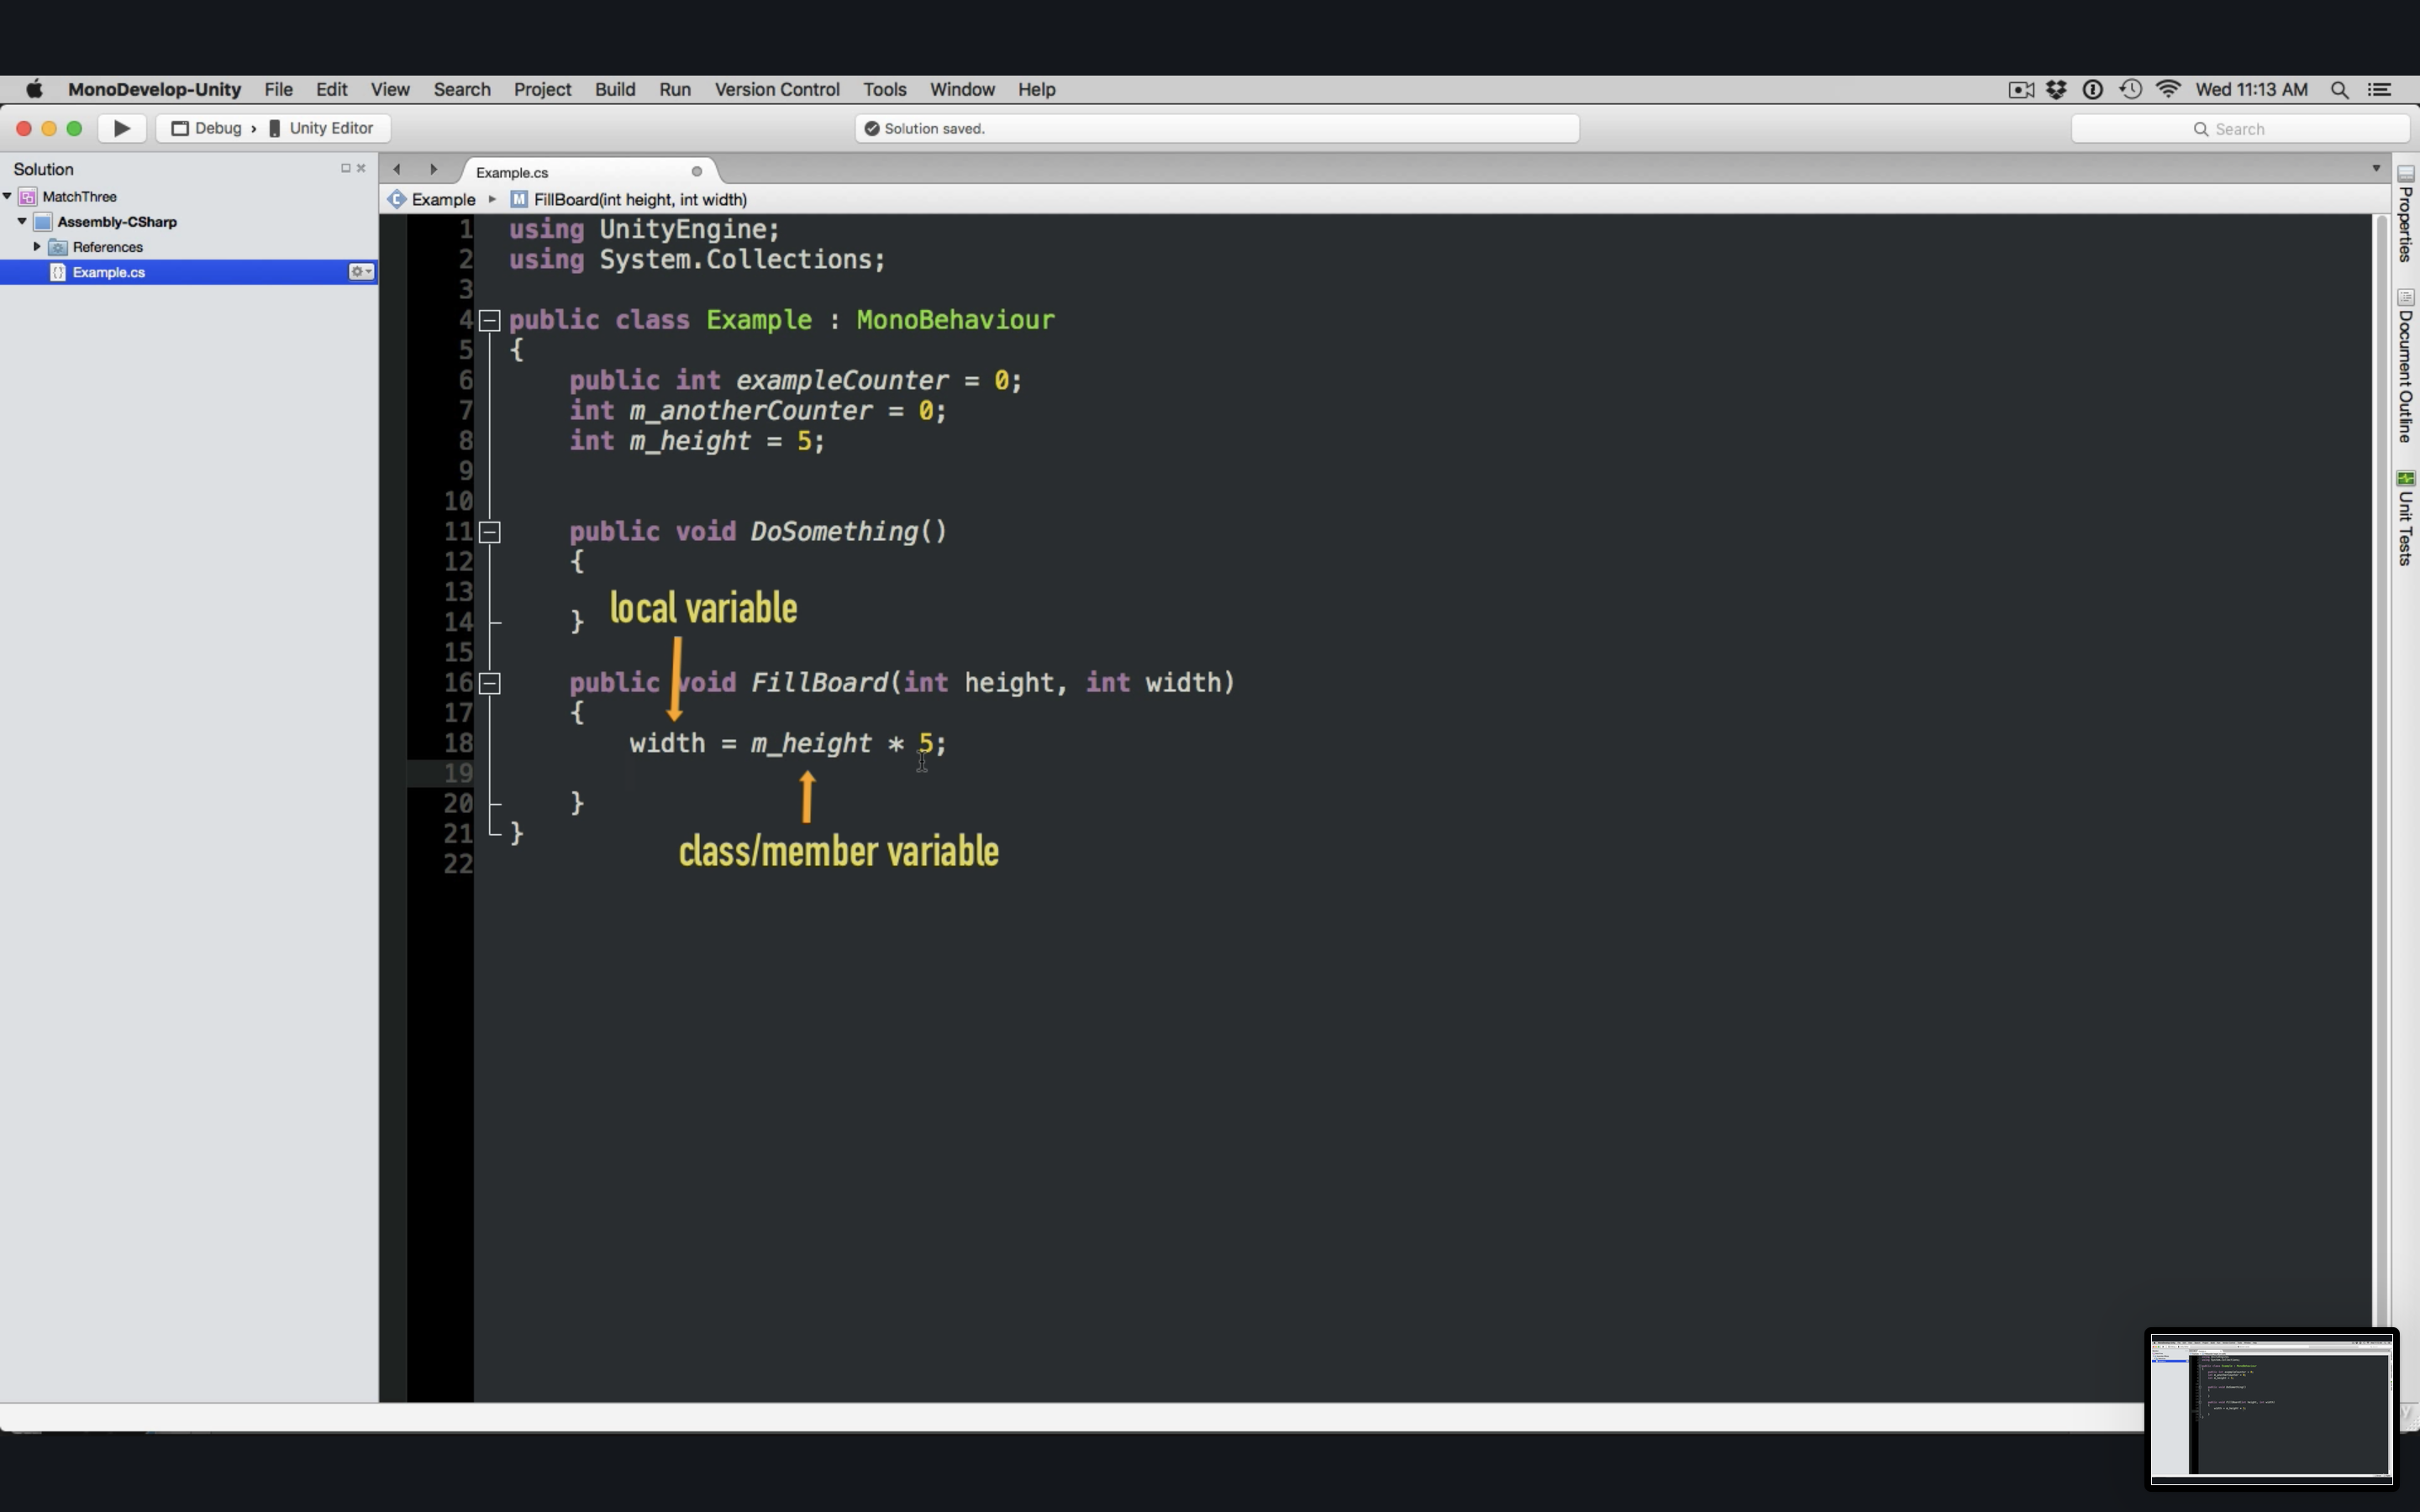 MonoDevelop-Unity File Edit View Search Project Build Run Version Control Tools Window Help Wed 11:13 AM
Debug › Unity Editor
Solution saved.
Search
Solution
MatchThree
Assembly-CSharp
References
Example.cs
Example.cs
Example ▸ M FillBoard(int height, int width)
1 using UnityEngine;
2 using System.Collections;
3
4 public class Example : MonoBehaviour
5 {
6 public int exampleCounter = 0;
7 int m_anotherCounter = 0;
8 int m_height = 5;
9
10
11 public void DoSomething()
12 {
13
local variable
14 }
15
16 public void FillBoard(int height, int width)
17 {
18 width = m_height * 5;
19
20 }
21 }
class/member variable
22
Properties
Document Outline
Unit Tests